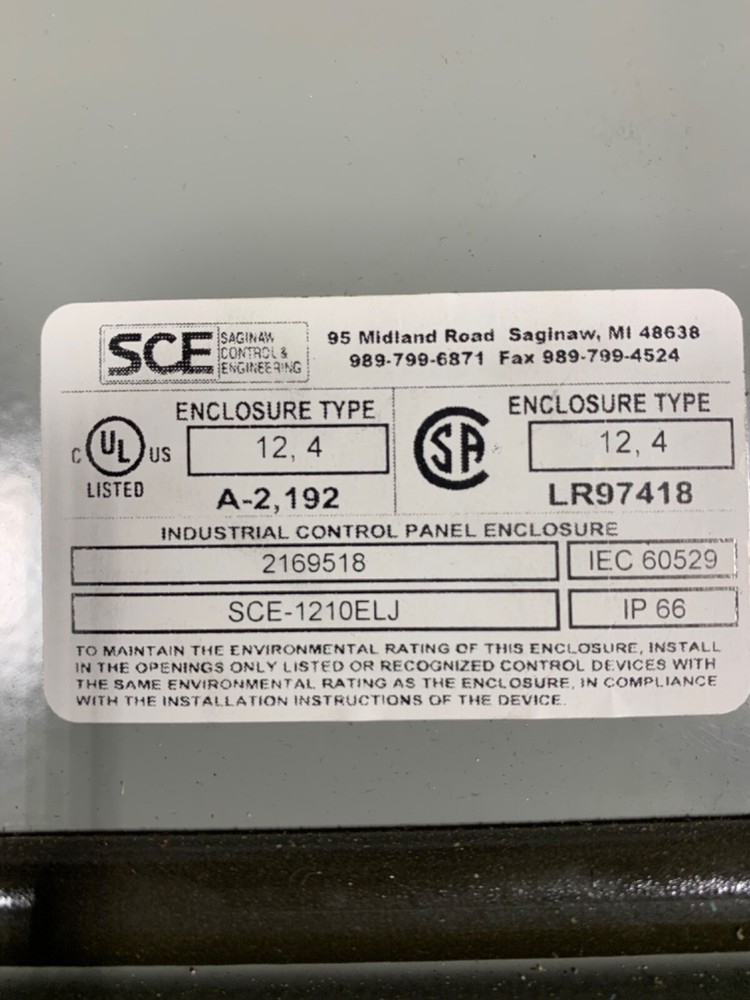 SCE
SAGINAW
CONTROL &
ENGINEERING
95 Midland Road Saginaw, MI 48638
989-799-6871 Fax 989-799-4524
C UL US
LISTED
ENCLOSURE TYPE
12, 4
A-2,192
SA
ENCLOSURE TYPE
12, 4
LR97418
INDUSTRIAL CONTROL PANEL ENCLOSURE
2169518
IEC 60529
SCE-1210ELJ
IP 66
TO MAINTAIN THE ENVIRONMENTAL RATING OF THIS ENCLOSURE, INSTALL
IN THE OPENINGS ONLY LISTED OR RECOGNIZED CONTROL DEVICES WITH
THE SAME ENVIRONMENTAL RATING AS THE ENCLOSURE, IN COMPLIANCE
WITH THE INSTALLATION INSTRUCTIONS OF THE DEVICE.